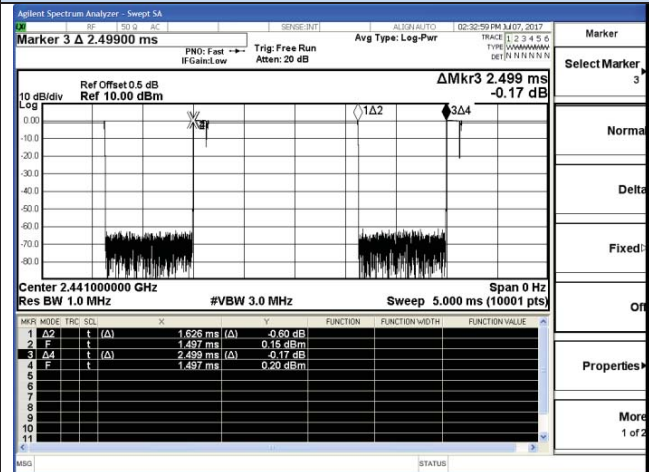 Agilent Spectrum Analyzer - Swept SA
RF 50 Ω AC SENSE:INT ALIGN AUTO 02:32:59 PM Jul 07, 2017
Marker 3 Δ 2.49900 ms
PNO: Fast
IFGain:Low
Trig: Free Run
Atten: 20 dB
Avg Type: Log-Pwr
TRACE 1 2 3 4 5 6
TYPE WWWWWW
DET N N N N N N
Ref Offset 0.5 dB
10 dB/div Ref 10.00 dBm
ΔMkr3 2.499 ms
-0.17 dB
Log
1Δ2
3Δ4
0.00
-10.0
-20.0
-30.0
-40.0
-50.0
-60.0
-70.0
-80.0
Center 2.441000000 GHz
Span 0 Hz
Res BW 1.0 MHz
#VBW 3.0 MHz
Sweep 5.000 ms (10001 pts)
MKR MODE TRC SCL X Y FUNCTION FUNCTION WIDTH FUNCTION VALUE
1 Δ2 t (Δ) 1.626 ms (Δ) -0.60 dB
2 F t 1.497 ms 0.15 dBm
3 Δ4 t (Δ) 2.499 ms (Δ) -0.17 dB
4 F t 1.497 ms 0.20 dBm
5
6
7
8
9
10
11
MSG STATUS
Marker
Select Marker
3
Norma
Delta
Fixed
Off
Properties
More
1 of 2